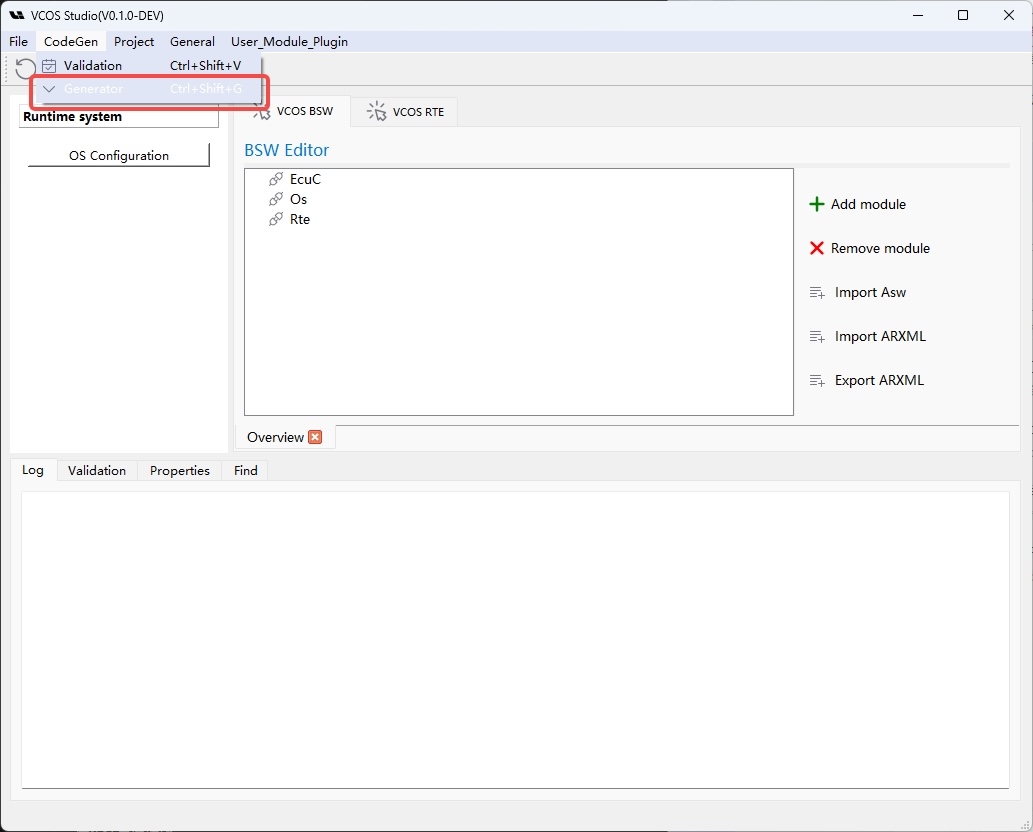 VCOS Studio(V0.1.0-DEV)
File CodeGen Project General User_Module_Plugin
Validation Ctrl+Shift+V
Generator Ctrl+Shift+G
Runtime system
OS Configuration
VCOS BSW VCOS RTE
BSW Editor
EcuC
Os
Rte
Add module
Remove module
Import Asw
Import ARXML
Export ARXML
Overview
Log Validation Properties Find